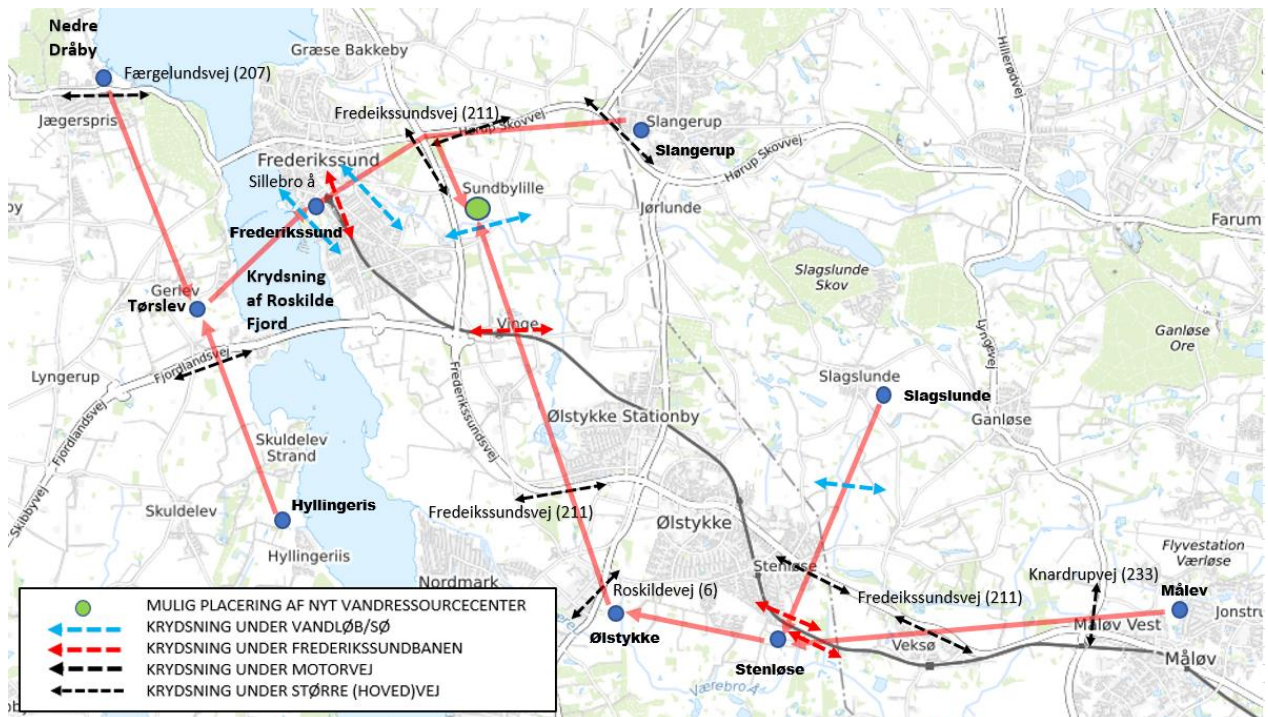 Nedre
Dråby
Græse Bakkeby
Færgelundsvej (207)
Hillerødvej
Jægerspris
Fredeikssundsvej (211)
Hørup Skovvej
Slangerup
Slangerup
Frederikssund
Sillebro å
Sundbylille
Hørup Skovvej
by
Jørlunde
Farum
Frederikssund
Slagslunde
Skov
Krydsning
af Roskilde
Fjord
Gerlev
Tørslev
Vinge
Lyngevej
Ganløse
Ore
Fjordlandsvej
Lyngerup
Frederikssundsvej
Slagslunde
Slagslunde
Ølstykke Stationby
Ganløse
Fjordlandsvej
Skuldelev
Strand
Skibbyvej
Skuldelev
Hyllingeris
Fredeikssundsvej (211)
Ølstykke
Hyllingeriis
Flyvestation
Værløse
Stenløse
Nordmark
Roskildevej (6)
Knardrupvej (233)
Fredeikssundsvej (211)
Målev
Jonstru
Måløv Vest
Ølstykke
Veksø
Stenløse
Måløv
Værebro Å
MULIG PLACERING AF NYT VANDRESSOURCECENTER
KRYDSNING UNDER VANDLØB/SØ
KRYDSNING UNDER FREDERIKSSUNDBANEN
KRYDSNING UNDER MOTORVEJ
KRYDSNING UNDER STØRRE (HOVED)VEJ